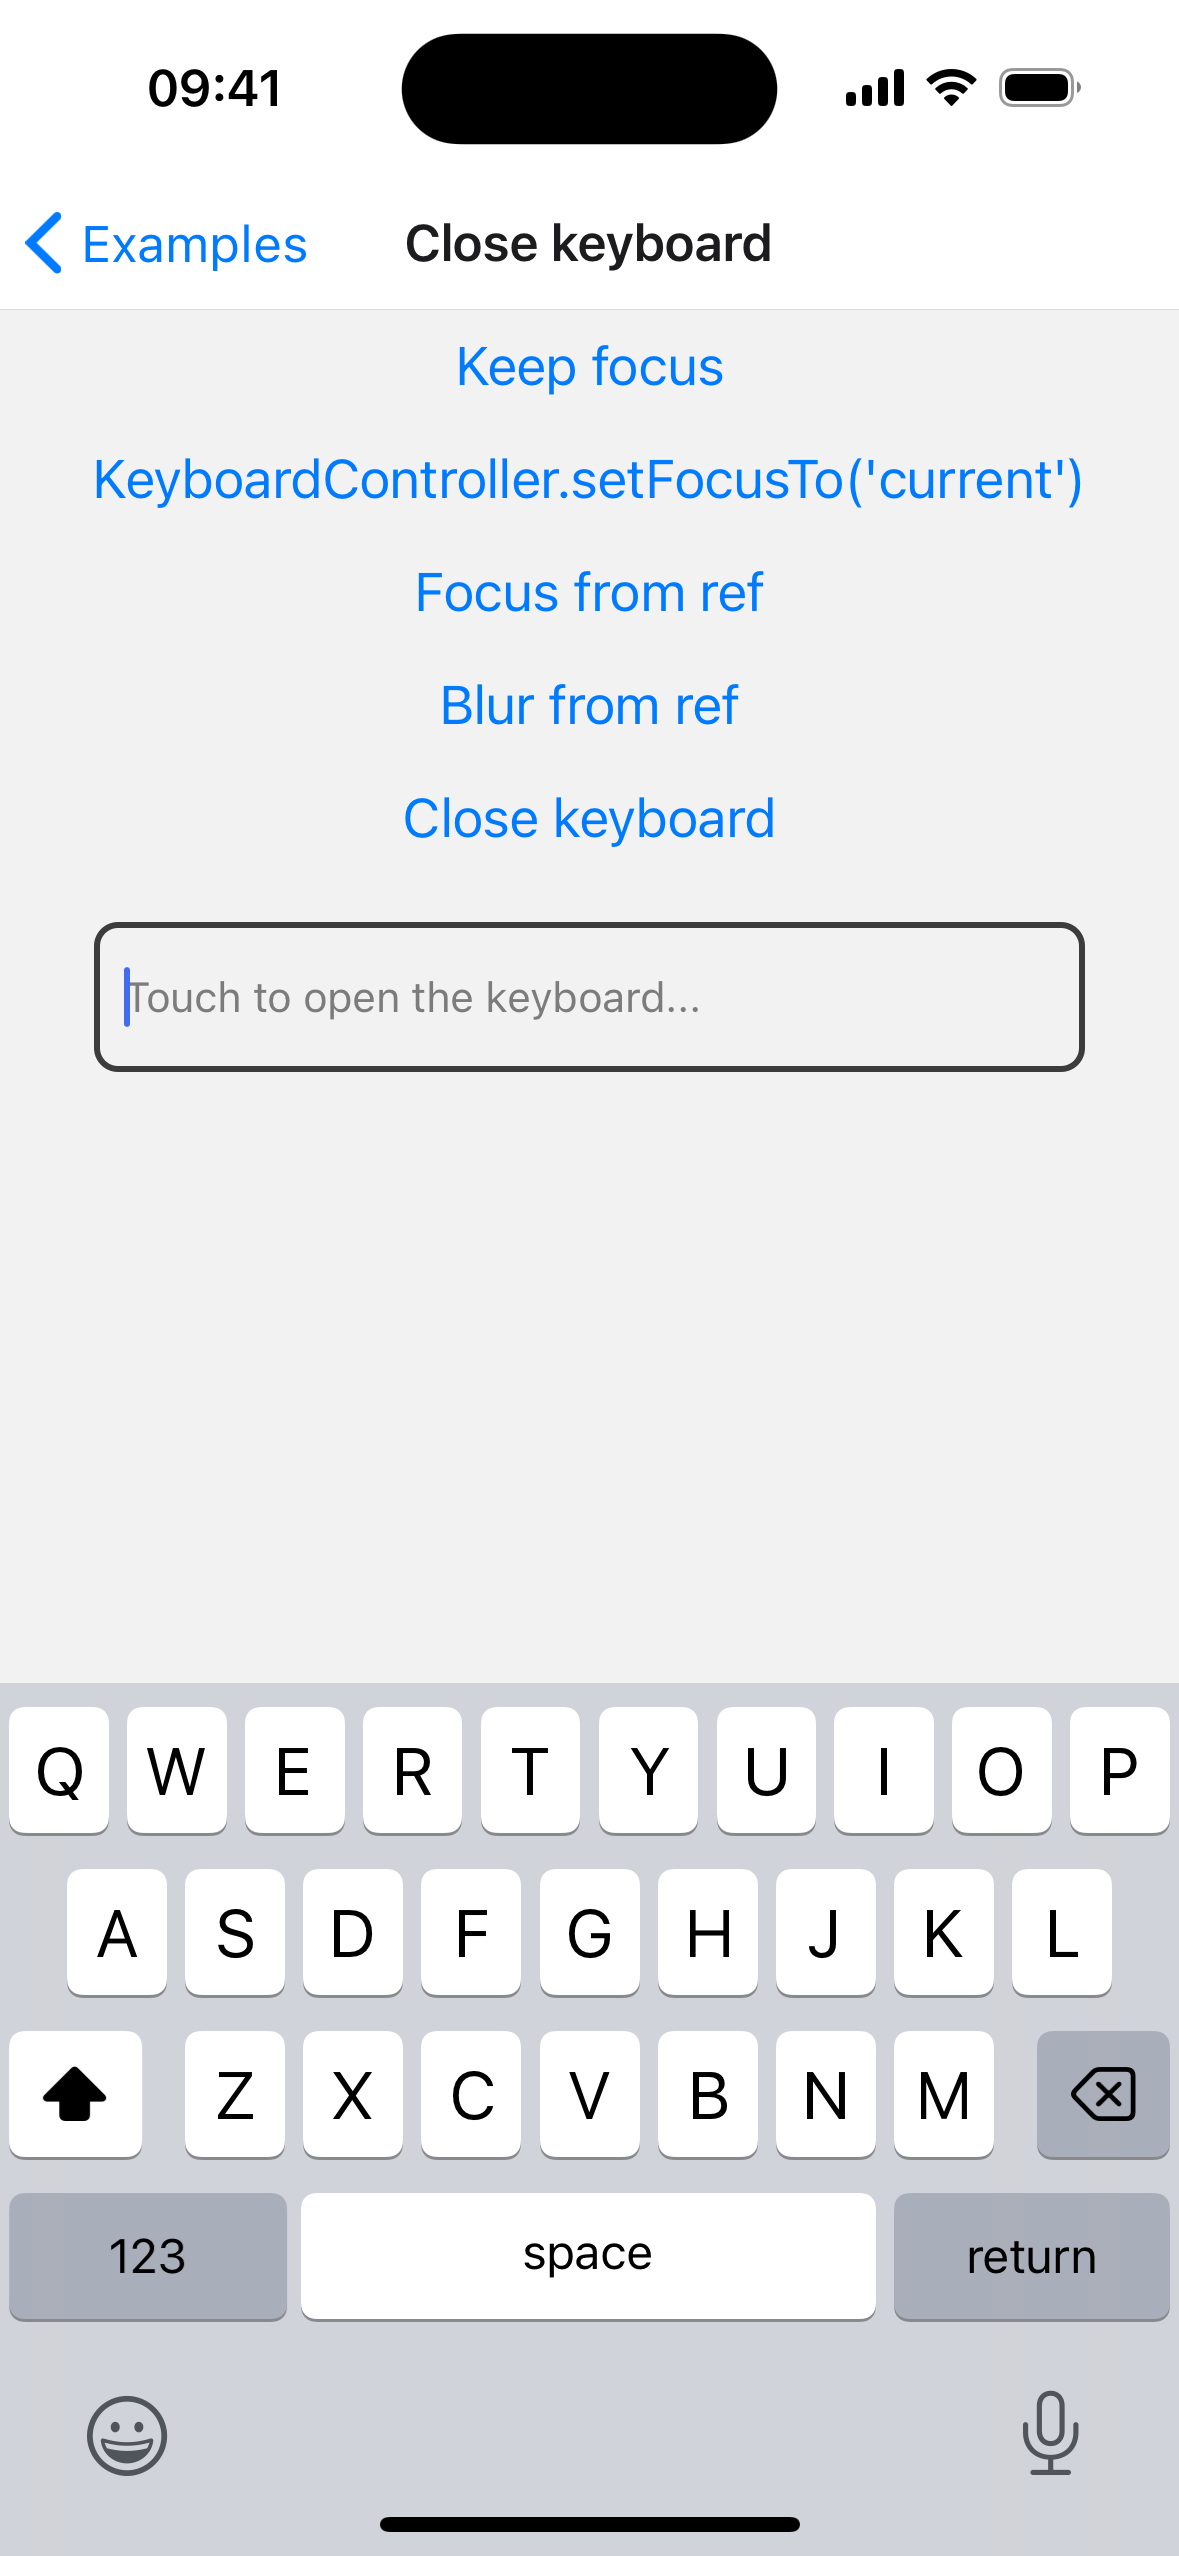 09:41
Examples Close keyboard
Keep focus
KeyboardController.setFocusTo('current')
Focus from ref
Blur from ref
Close keyboard
Touch to open the keyboard...
Q W E R T Y U I O P
A S D F G H J K L
Z X C V B N M
123 space return